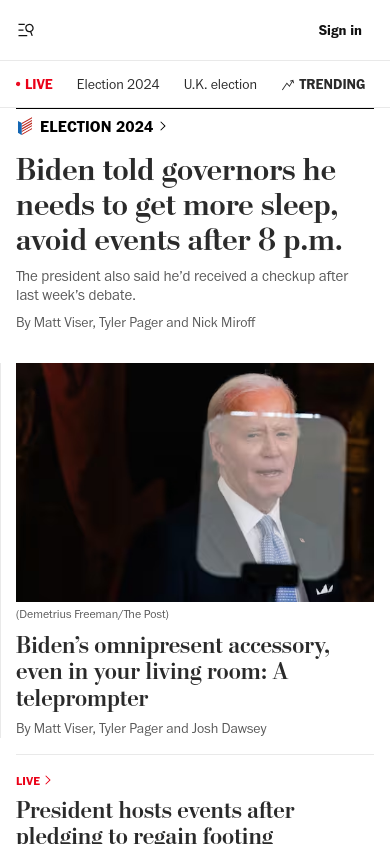 Sign in
LIVE
Election 2024
U.K. election
TRENDING
ELECTION 2024
Biden told governors he
needs to get more sleep,
avoid events after 8 p.m.
The president also said he’d received a checkup after
last week’s debate.
By Matt Viser, Tyler Pager and Nick Miroff
(Demetrius Freeman/The Post)
Biden’s omnipresent accessory,
even in your living room: A
teleprompter
By Matt Viser, Tyler Pager and Josh Dawsey
LIVE
President hosts events after
pledging to regain footing